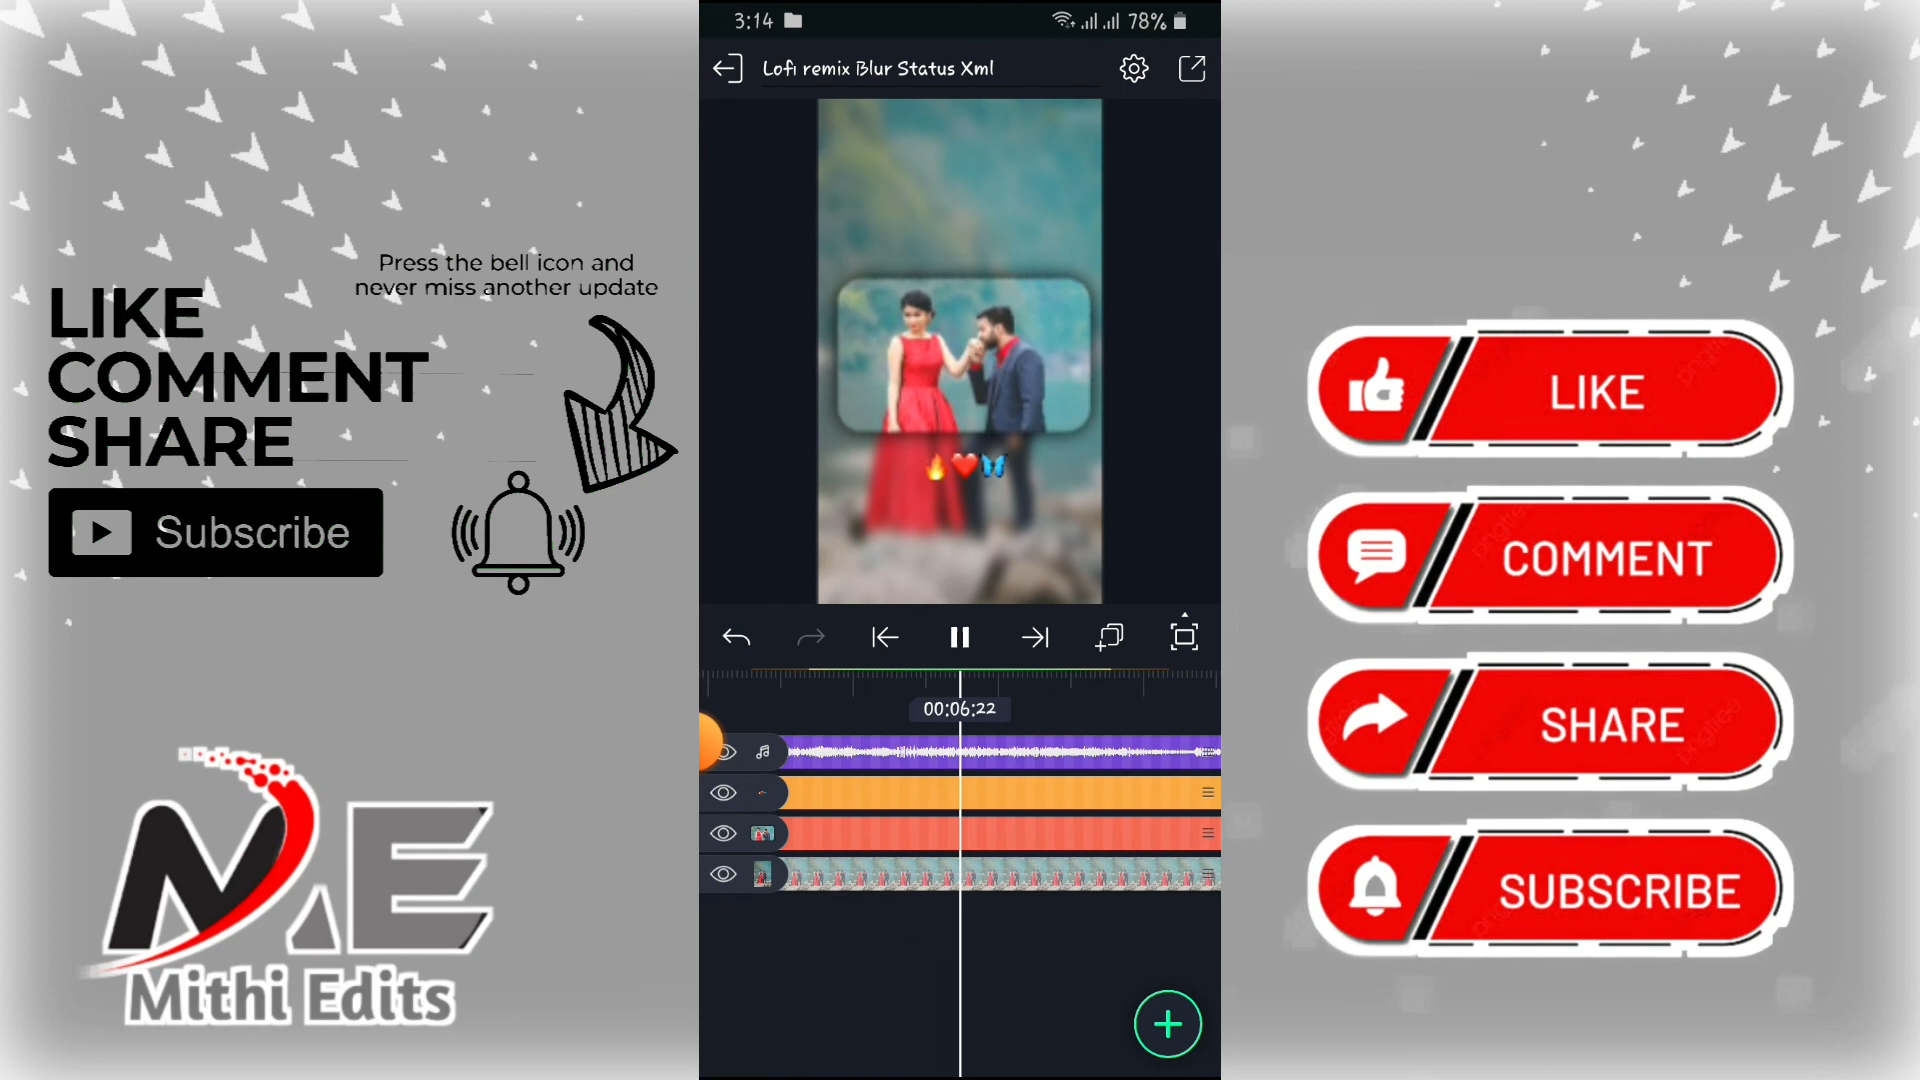 3:14
78%
Lofi remix Blur Status Xml
Press the bell icon and
never miss another update
LIKE
COMMENT
SHARE
Subscribe
00:06:22
ME
Mithi Edits
LIKE
COMMENT
SHARE
SUBSCRIBE